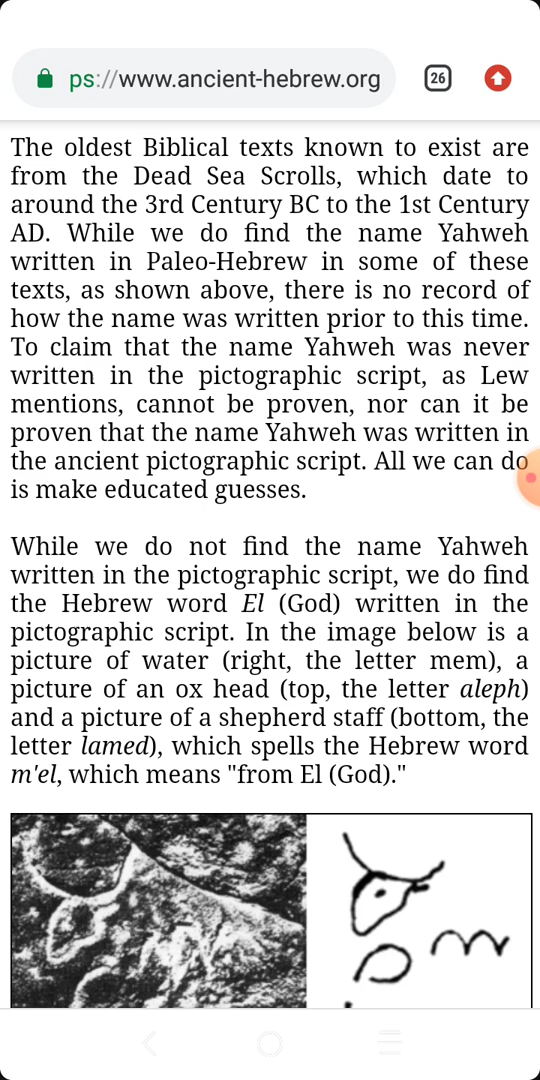 ps://www.ancient-hebrew.org
26
The oldest Biblical texts known to exist are
from the Dead Sea Scrolls, which date to
around the 3rd Century BC to the 1st Century
AD. While we do find the name Yahweh
written in Paleo-Hebrew in some of these
texts, as shown above, there is no record of
how the name was written prior to this time.
To claim that the name Yahweh was never
written in the pictographic script, as Lew
mentions, cannot be proven, nor can it be
proven that the name Yahweh was written in
the ancient pictographic script. All we can do
is make educated guesses.
While we do not find the name Yahweh
written in the pictographic script, we do find
the Hebrew word El (God) written in the
pictographic script. In the image below is a
picture of water (right, the letter mem), a
picture of an ox head (top, the letter aleph)
and a picture of a shepherd staff (bottom, the
letter lamed), which spells the Hebrew word
m'el, which means "from El (God)."